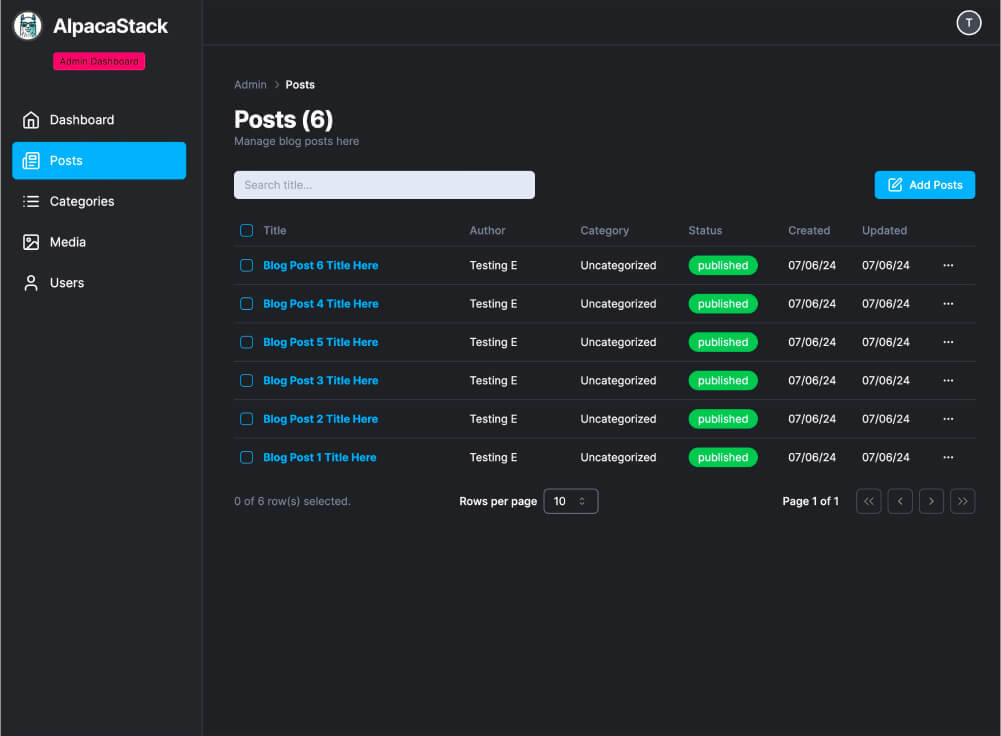 AlpacaStack
Admin Dashboard
Dashboard
Posts
Categories
Media
Users
T
Admin > Posts
Posts (6)
Manage blog posts here
Search title...
Add Posts
Title Author Category Status Created Updated
Blog Post 6 Title Here Testing E Uncategorized published 07/06/24 07/06/24 ...
Blog Post 4 Title Here Testing E Uncategorized published 07/06/24 07/06/24 ...
Blog Post 5 Title Here Testing E Uncategorized published 07/06/24 07/06/24 ...
Blog Post 3 Title Here Testing E Uncategorized published 07/06/24 07/06/24 ...
Blog Post 2 Title Here Testing E Uncategorized published 07/06/24 07/06/24 ...
Blog Post 1 Title Here Testing E Uncategorized published 07/06/24 07/06/24 ...
0 of 6 row(s) selected. Rows per page 10 Page 1 of 1 << < > >>